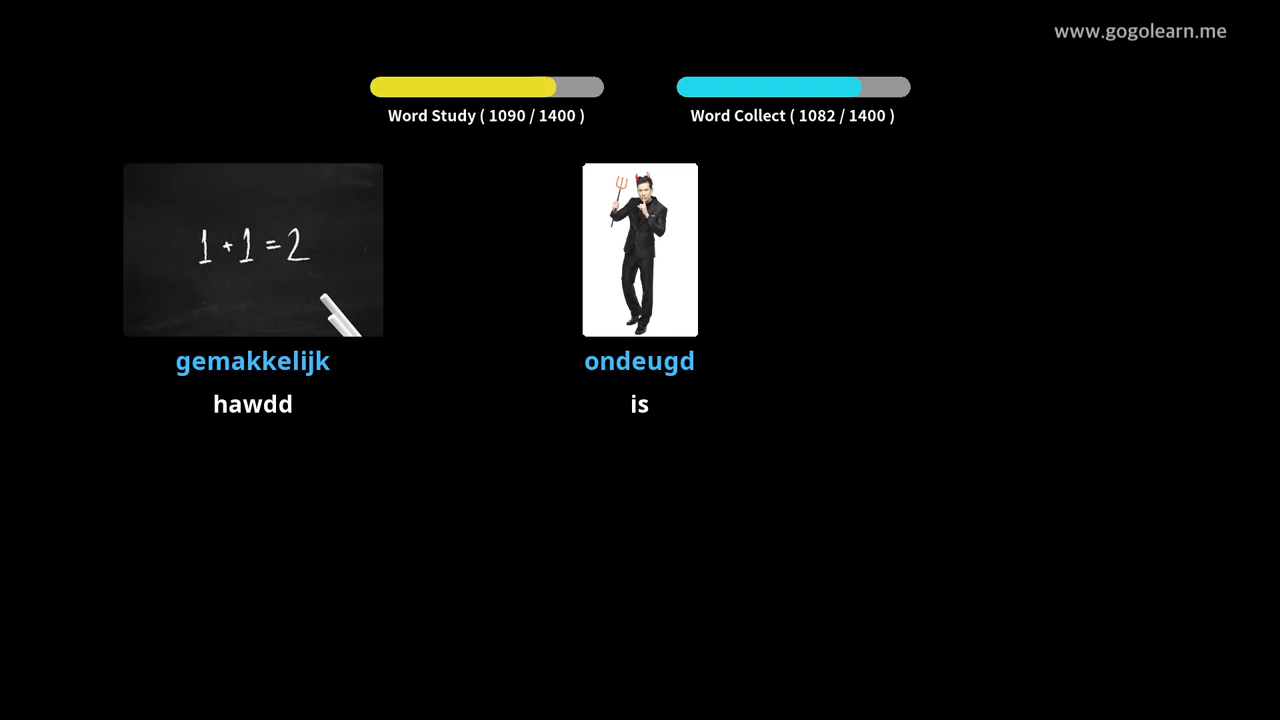 www.gogolearn.me
Word Study ( 1090 / 1400 )
Word Collect ( 1082 / 1400 )
1 + 1 = 2
gemakkelijk
hawdd
ondeugd
is